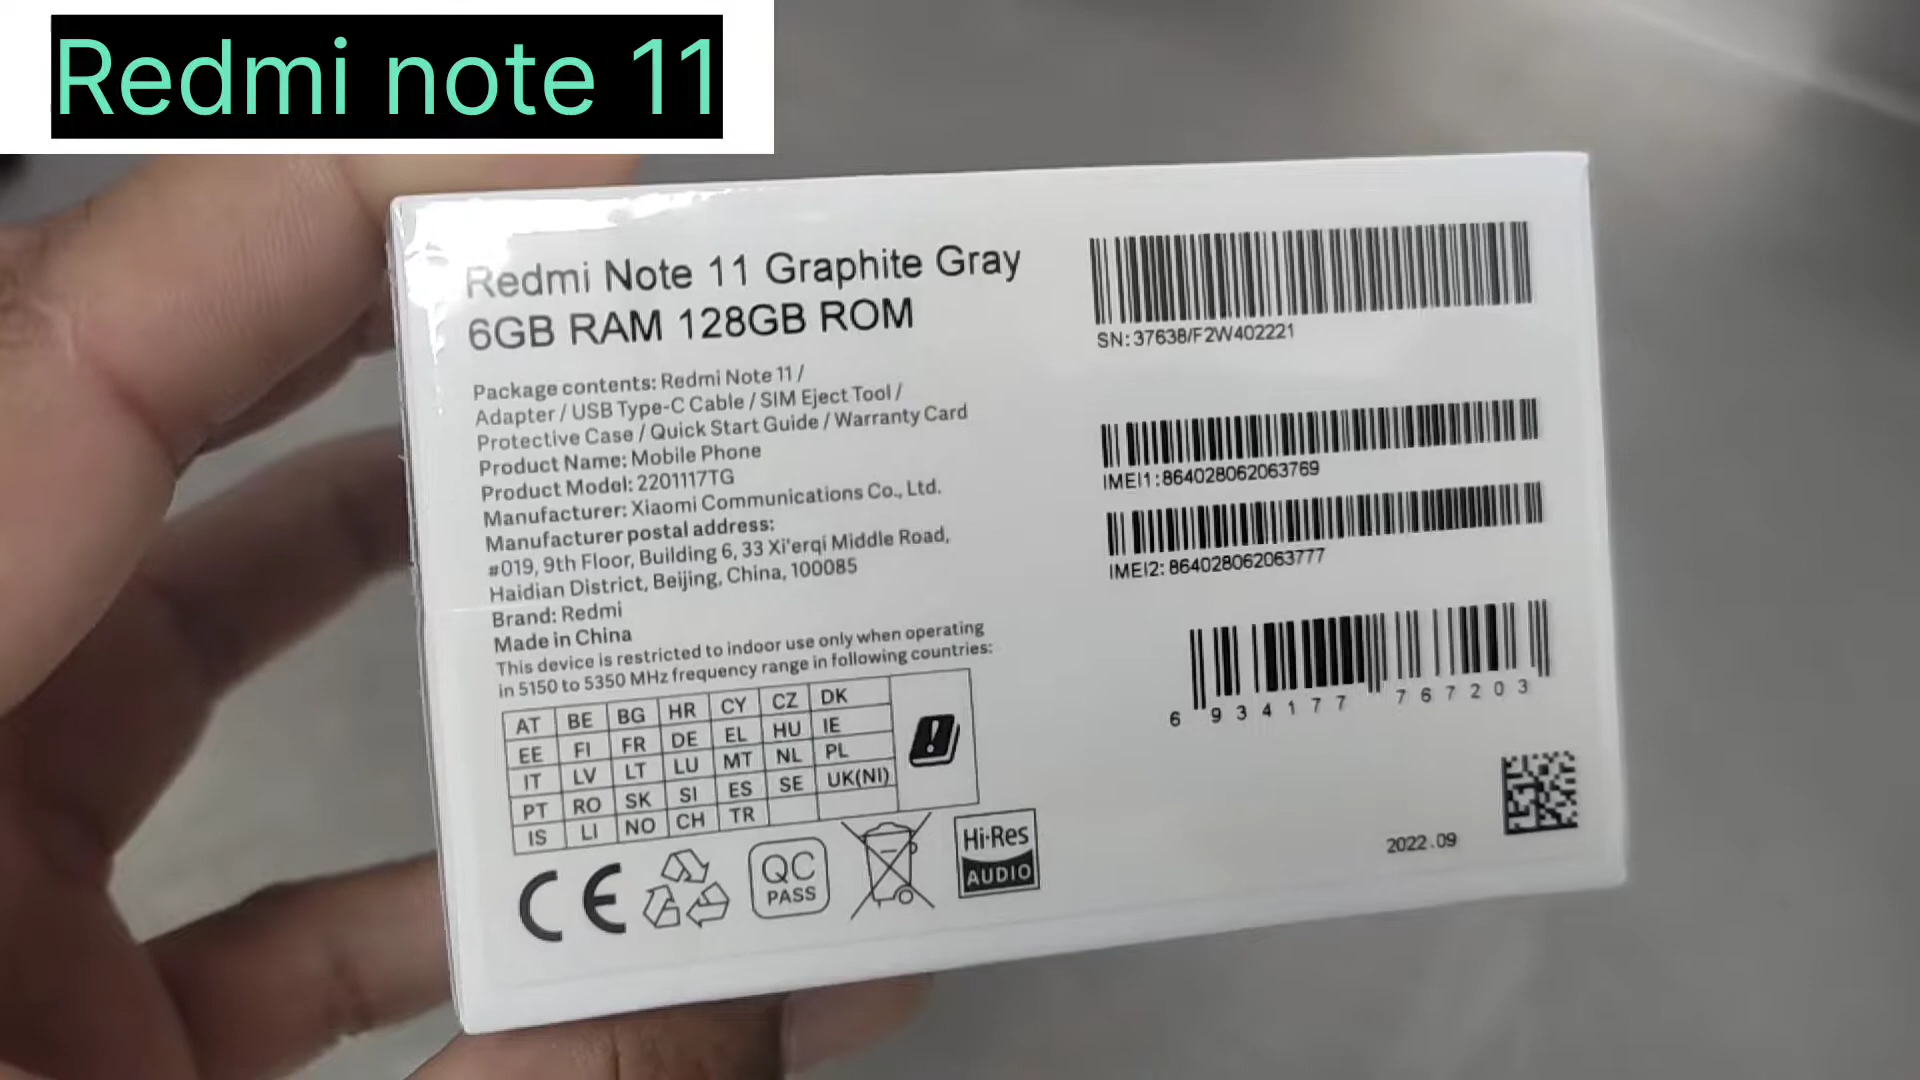 Redmi note 11
Redmi Note 11 Graphite Gray
6GB RAM 128GB ROM
Package contents: Redmi Note 11 /
Adapter / USB Type-C Cable / SIM Eject Tool /
Protective Case / Quick Start Guide / Warranty Card
Product Name: Mobile Phone
Product Model: 2201117TG
Manufacturer: Xiaomi Communications Co., Ltd.
Manufacturer postal address:
#019, 9th Floor, Building 6, 33 Xi'erqi Middle Road,
Haidian District, Beijing, China, 100085
Brand: Redmi
Made in China
This device is restricted to indoor use only when operating
in 5150 to 5350 MHz frequency range in following countries:
AT BE BG HR CY CZ DK
EE FI FR DE EL HU IE
IT LV LT LU MT NL PL
PT RO SK SI ES SE UK(NI)
IS LI NO CH TR
CE
QC
PASS
Hi-Res
AUDIO
SN: 37638/F2W402221
IMEI1: 864028062063769
IMEI2: 864028062063777
6 934177 767203
2022.09